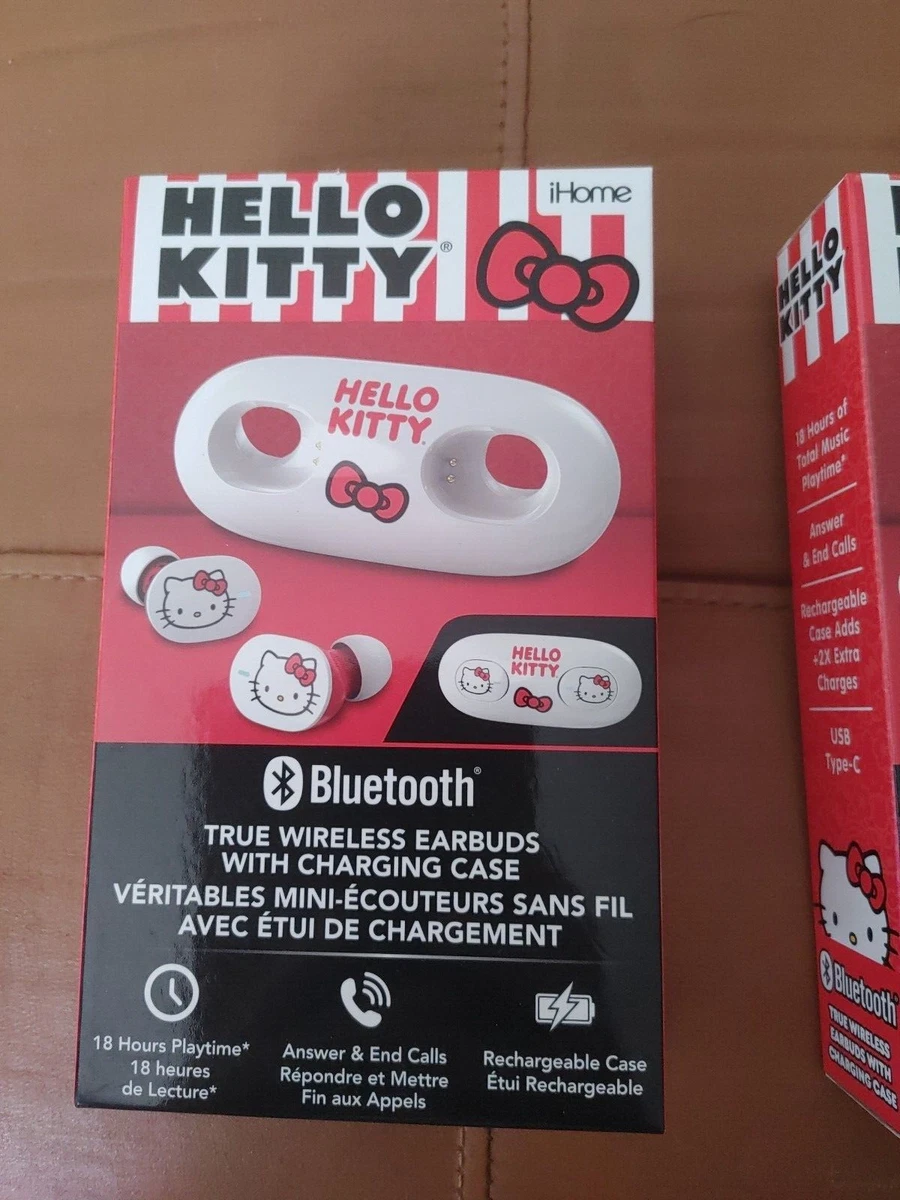 HELLO
KITTY®
iHome
HELLO
KITTY.
HELLO
KITTY
Bluetooth®
TRUE WIRELESS EARBUDS
WITH CHARGING CASE
VÉRITABLES MINI-ÉCOUTEURS SANS FIL
AVEC ÉTUI DE CHARGEMENT
18 Hours Playtime*
18 heures
de Lecture*
Answer & End Calls
Répondre et Mettre
Fin aux Appels
Rechargeable Case
Étui Rechargeable
HELLO
KITTY
18 Hours of
Total Music
Playtime*
Answer
& End Calls
Rechargeable
Case Adds
+2X Extra
Charges
USB
Type-C
Bluetooth®
TRUE WIRELESS
EARBUDS WITH
CHARGING CASE